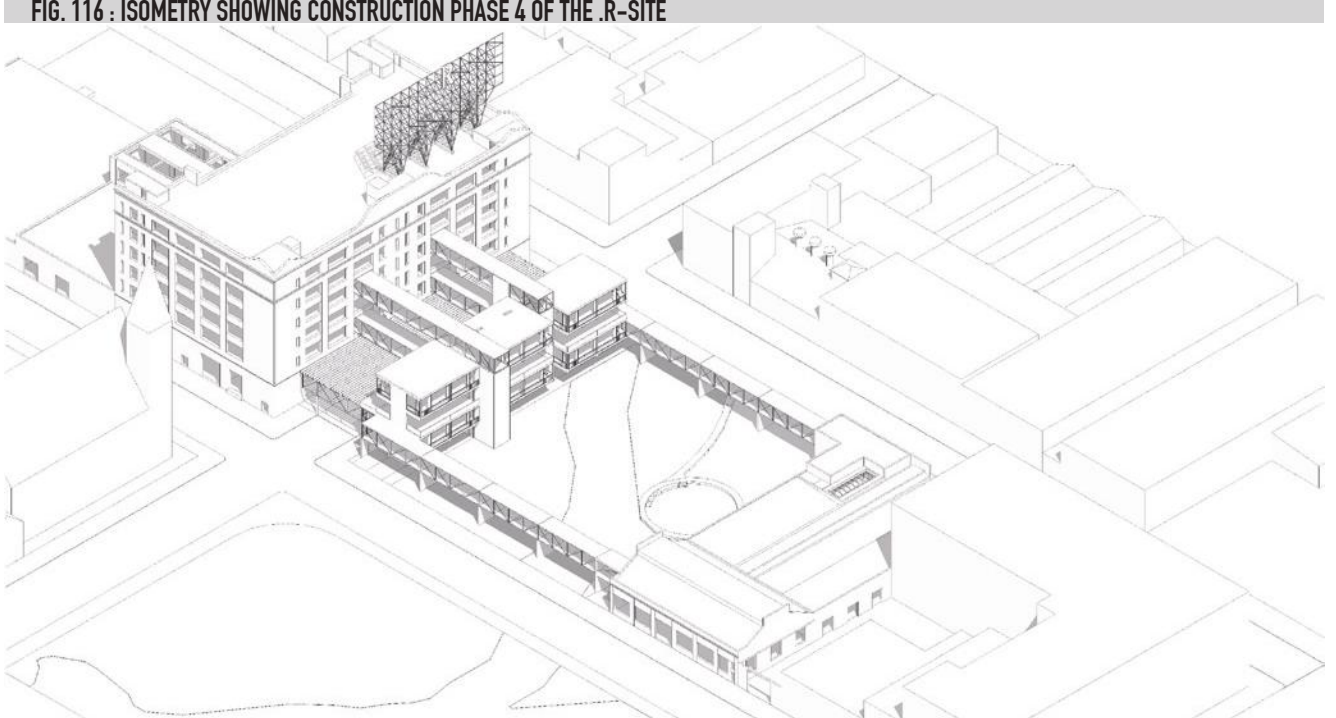 FIG. 116 : ISOMETRY SHOWING CONSTRUCTION PHASE 4 OF THE .R-SITE